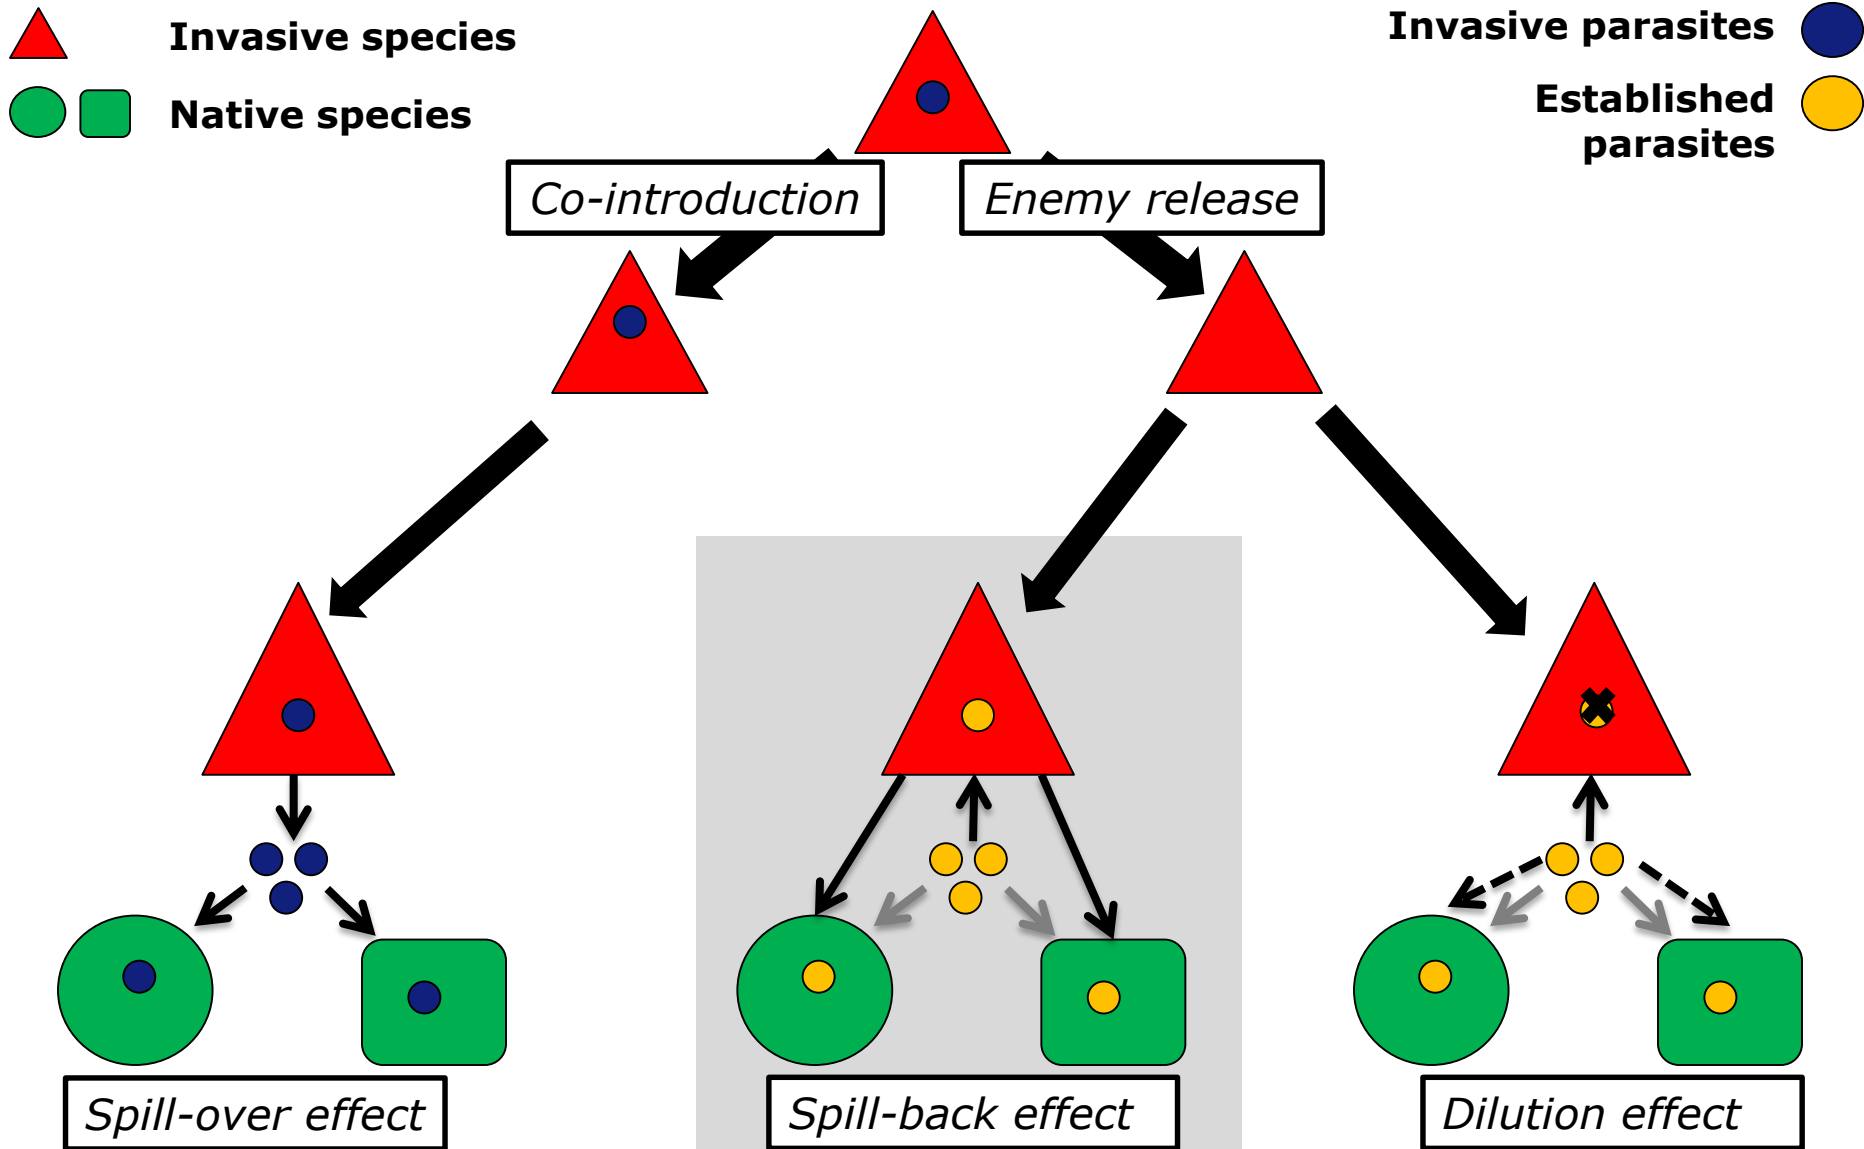 Invasive species
Native species
Invasive parasites
Established
parasites
Co-introduction
Enemy release
Spill-over effect
Spill-back effect
Dilution effect